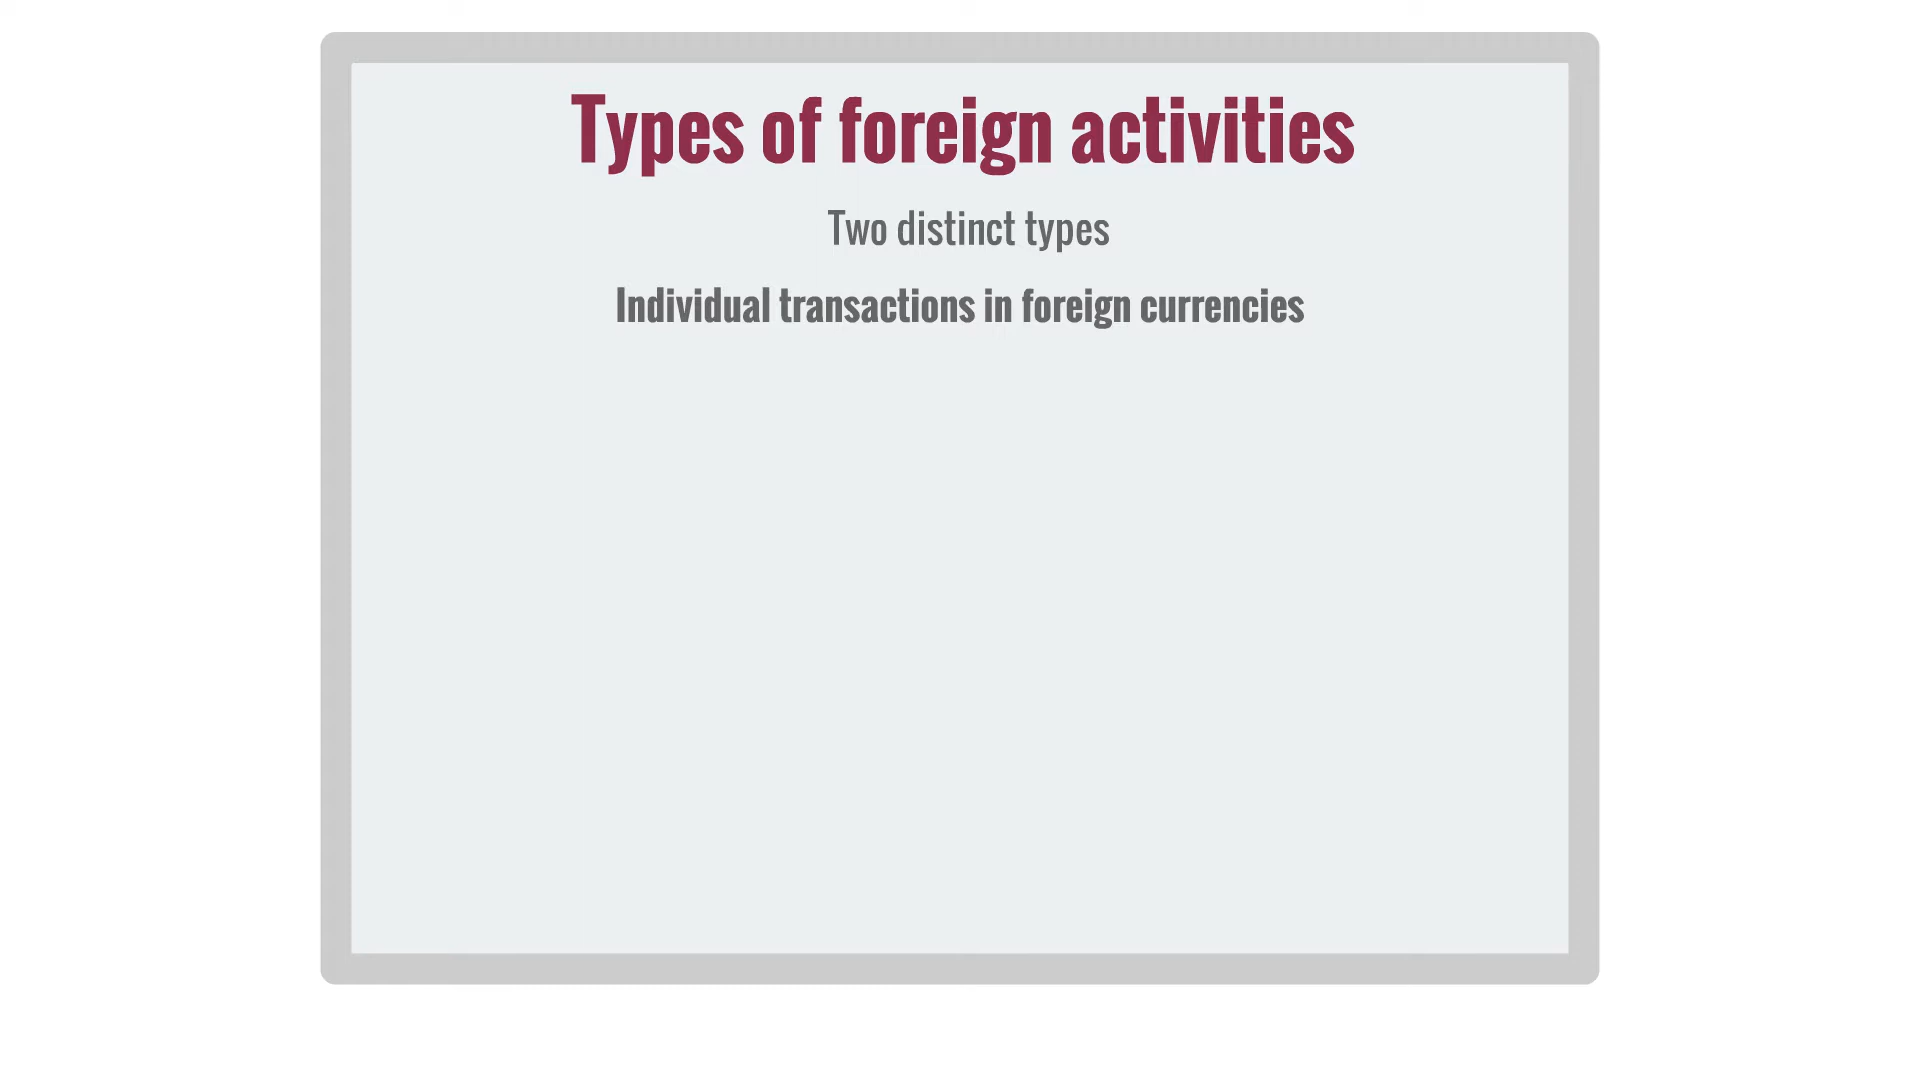 Types of foreign activities
Two distinct types
Individual transactions in foreign currencies